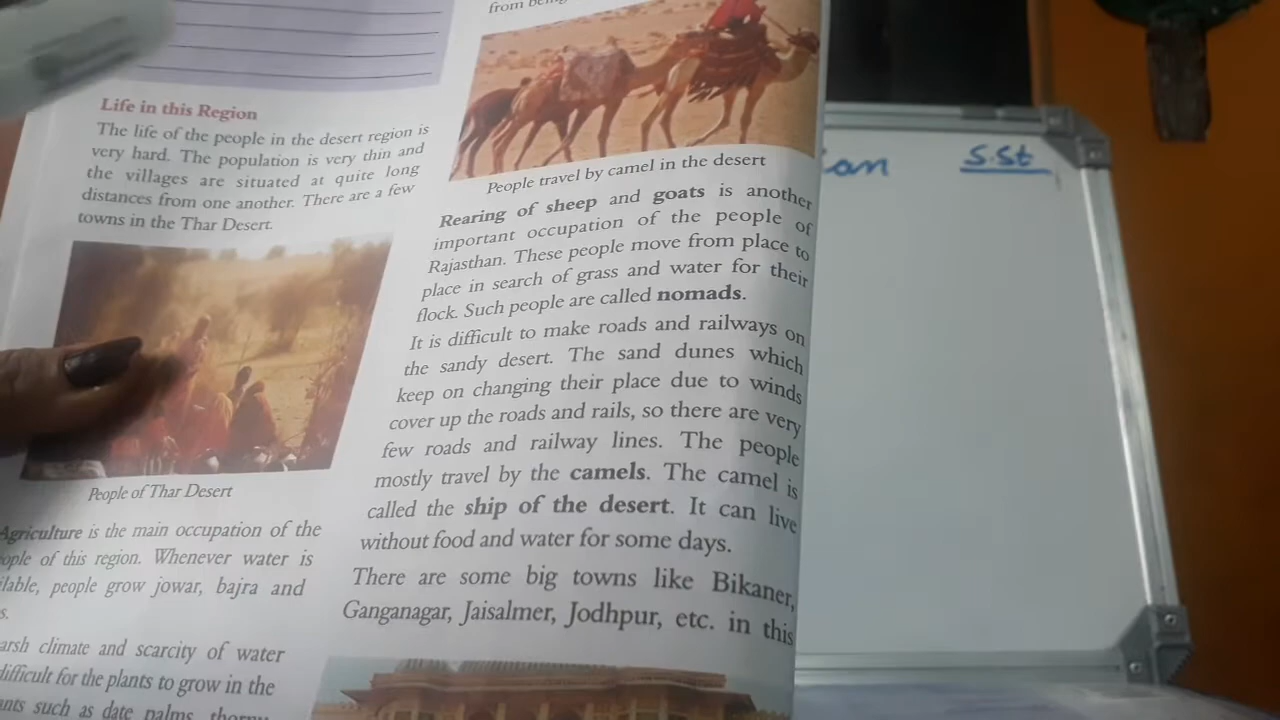 Life in this Region
The life of the people in the desert region is
very hard. The population is very thin and
the villages are situated at quite long
distances from one another. There are a few
towns in the Thar Desert.
People of Thar Desert
Agriculture is the main occupation of the
of this region. Whenever water is
people grow jowar, bajra and
climate and scarcity of water
difficult for the plants to grow in the
such as date palms, thorny
from
People travel by camel in the desert
Rearing of sheep and goats is another
important occupation of the people of
Rajasthan. These people move from place to
place in search of grass and water for their
flock. Such people are called nomads.
It is difficult to make roads and railways on
the sandy desert. The sand dunes which
keep on changing their place due to winds
cover up the roads and rails, so there are very
few roads and railway lines. The people
mostly travel by the camels. The camel is
called the ship of the desert. It can live
without food and water for some days.
There are some big towns like Bikaner,
Ganganagar, Jaisalmer, Jodhpur, etc. in this
S.St